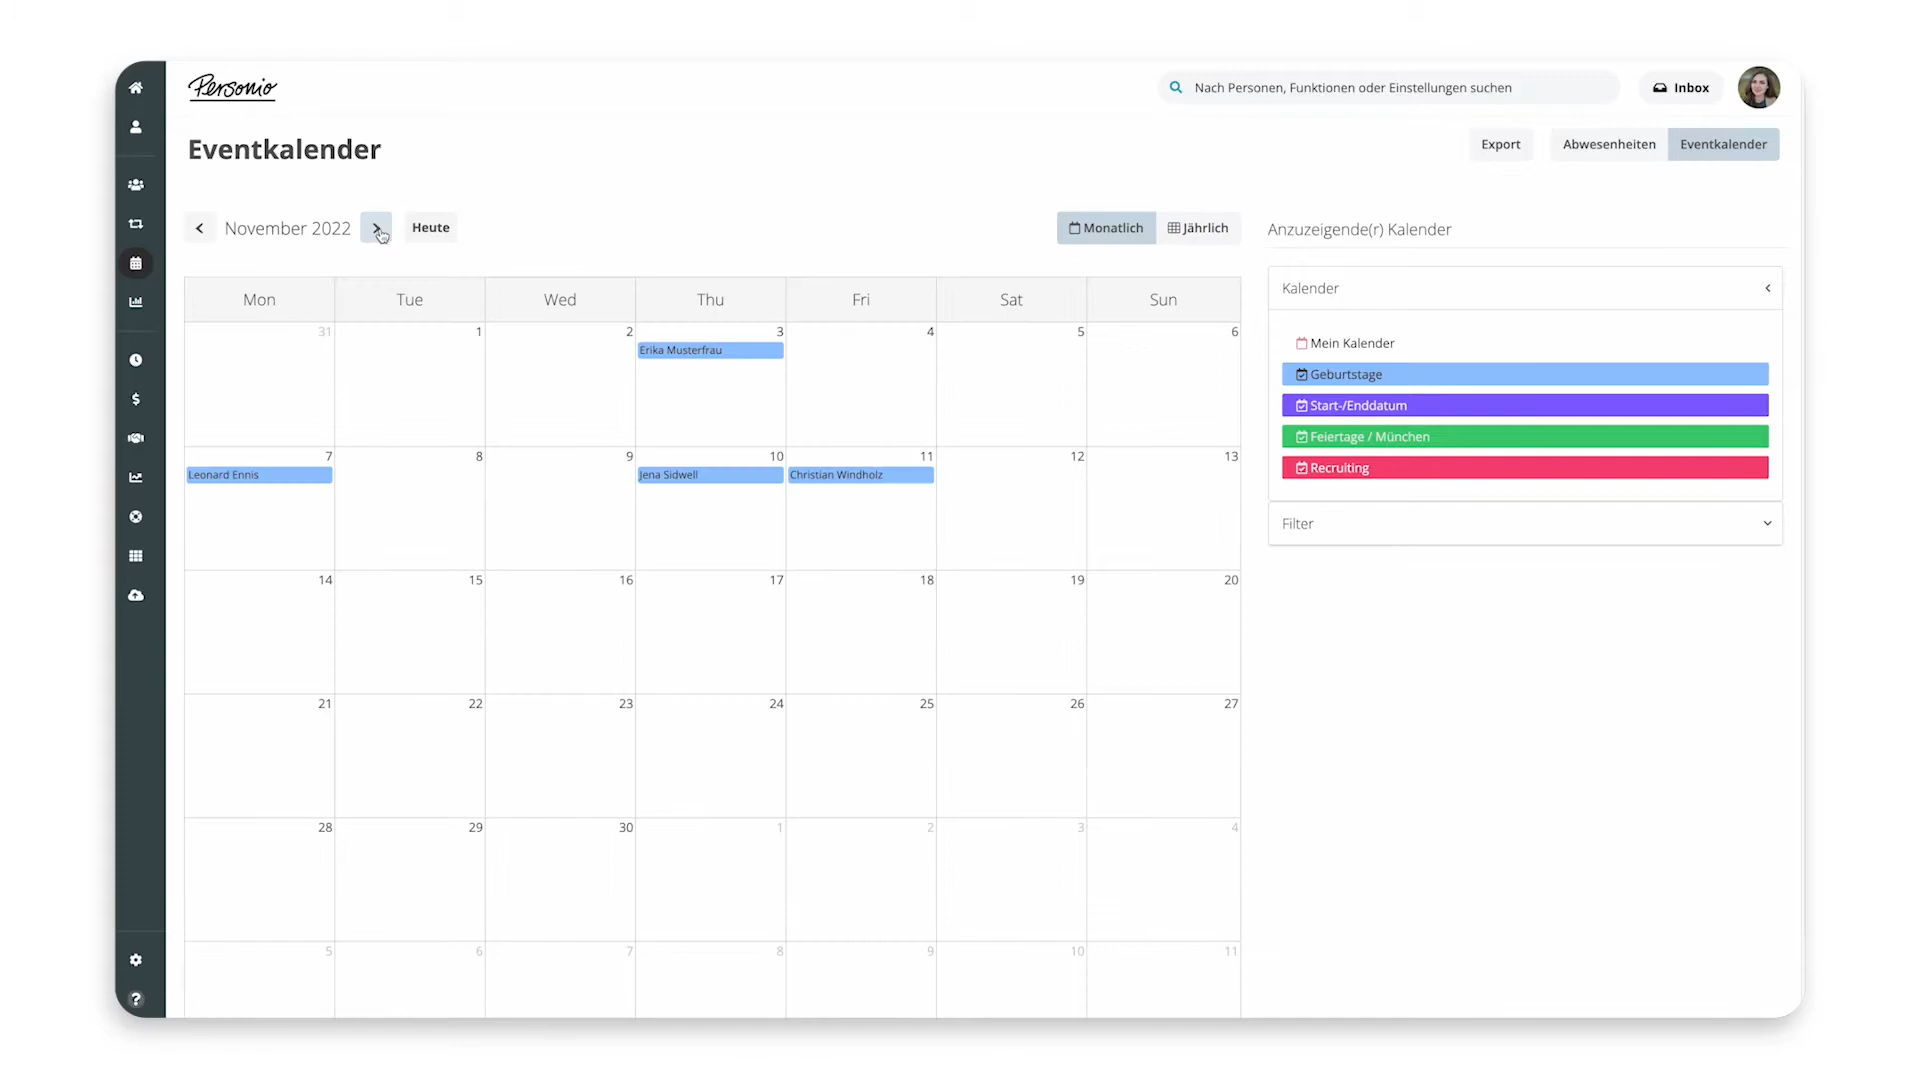 Personio
Nach Personen, Funktionen oder Einstellungen suchen
Inbox
Eventkalender
Export
Abwesenheiten
Eventkalender
November 2022
Heute
Monatlich
Jährlich
Anzuzeigende(r) Kalender
Mon Tue Wed Thu Fri Sat Sun
31 1 2 3 4 5 6
Erika Musterfrau
7 8 9 10 11 12 13
Leonard Ennis
Jena Sidwell
Christian Windholz
14 15 16 17 18 19 20
21 22 23 24 25 26 27
28 29 30 1 2 3 4
5 6 7 8 9 10 11
Kalender
Mein Kalender
Geburtstage
Start-/Enddatum
Feiertage / München
Recruiting
Filter